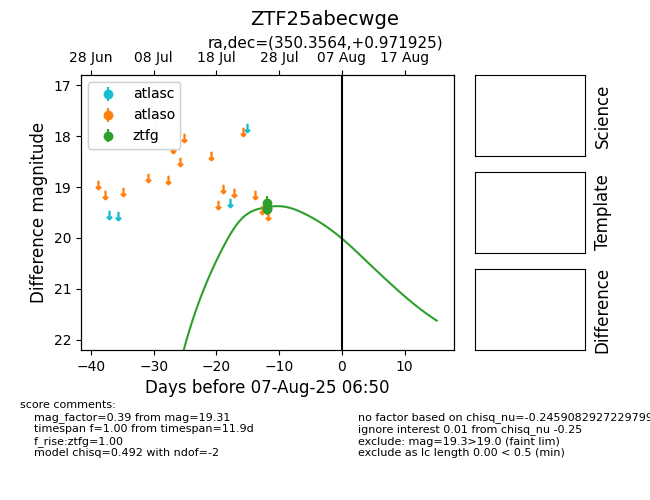 ZTF25abecwge
ra,dec=(350.3564,+0.971925)
28 Jun 08 Jul 18 Jul 28 Jul 07 Aug 17 Aug
atlasc
atlaso
ztfg
17
18
19
20
21
22
Difference magnitude
−40 −30 −20 −10 0 10
Days before 07-Aug-25 06:50
Science
Template
Difference
score comments:
mag_factor=0.39 from mag=19.31
timespan f=1.00 from timespan=11.9d
f_rise:ztfg=1.00
model chisq=0.492 with ndof=-2
no factor based on chisq_nu=-0.2459082927229799
ignore interest 0.01 from chisq_nu -0.25
exclude: mag=19.3>19.0 (faint lim)
exclude as lc length 0.00 < 0.5 (min)